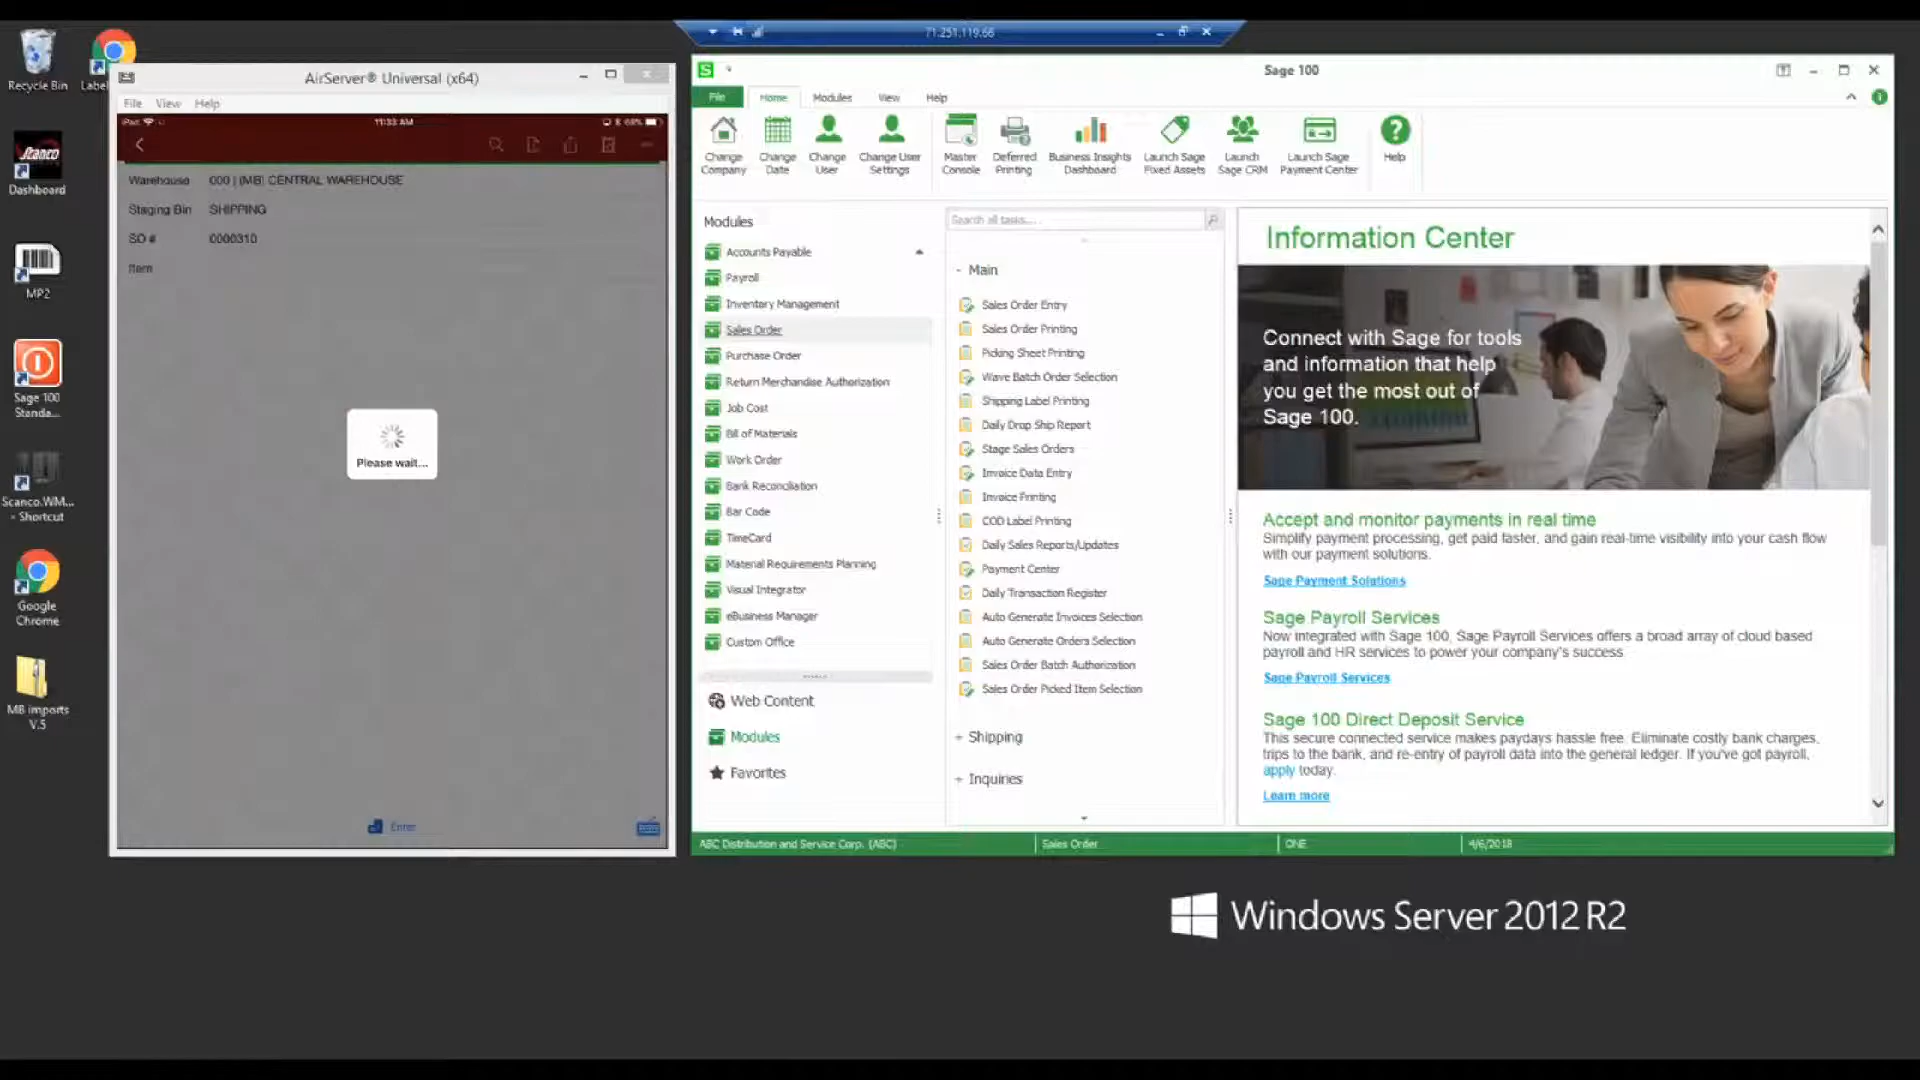 71.251.119.66
Recycle Bin
Label
Scanco
Dashboard
MP2
Sage 100
Standa...
Scanco.WM...
- Shortcut
Google
Chrome
MB imports
V.5
AirServer® Universal (x64)
File View Help
iPad
11:33 AM
Warehouse 000 | (MB) CENTRAL WAREHOUSE
Staging Bin SHIPPING
SO # 0000310
Item
Please wait...
Enter
S
Sage 100
File Home Modules View Help
Change
Company
Change
Date
Change
User
Change User
Settings
Master
Console
Deferred
Printing
Business Insights
Dashboard
Launch Sage
Fixed Assets
Launch
Sage CRM
Launch Sage
Payment Center
Help
Modules
Accounts Payable
Payroll
Inventory Management
Sales Order
Purchase Order
Return Merchandise Authorization
Job Cost
Bill of Materials
Work Order
Bank Reconciliation
Bar Code
TimeCard
Material Requirements Planning
Visual Integrator
eBusiness Manager
Custom Office
Web Content
Modules
Favorites
Search all tasks....
Main
Sales Order Entry
Sales Order Printing
Picking Sheet Printing
Wave Batch Order Selection
Shipping Label Printing
Daily Drop Ship Report
Stage Sales Orders
Invoice Data Entry
Invoice Printing
COD Label Printing
Daily Sales Reports/Updates
Payment Center
Daily Transaction Register
Auto Generate Invoices Selection
Auto Generate Orders Selection
Sales Order Batch Authorization
Sales Order Picked Item Selection
Shipping
Inquiries
Information Center
Connect with Sage for tools
and information that help
you get the most out of
Sage 100.
Accept and monitor payments in real time
Simplify payment processing, get paid faster, and gain real-time visibility into your cash flow
with our payment solutions.
Sage Payment Solutions
Sage Payroll Services
Now integrated with Sage 100, Sage Payroll Services offers a broad array of cloud based
payroll and HR services to power your company's success
Sage Payroll Services
Sage 100 Direct Deposit Service
This secure connected service makes paydays hassle free. Eliminate costly bank charges,
trips to the bank, and re-entry of payroll data into the general ledger. If you've got payroll,
apply today.
Learn more
ABC Distribution and Service Corp. (ABC) Sales Order ONE 4/6/2018
Windows Server 2012 R2